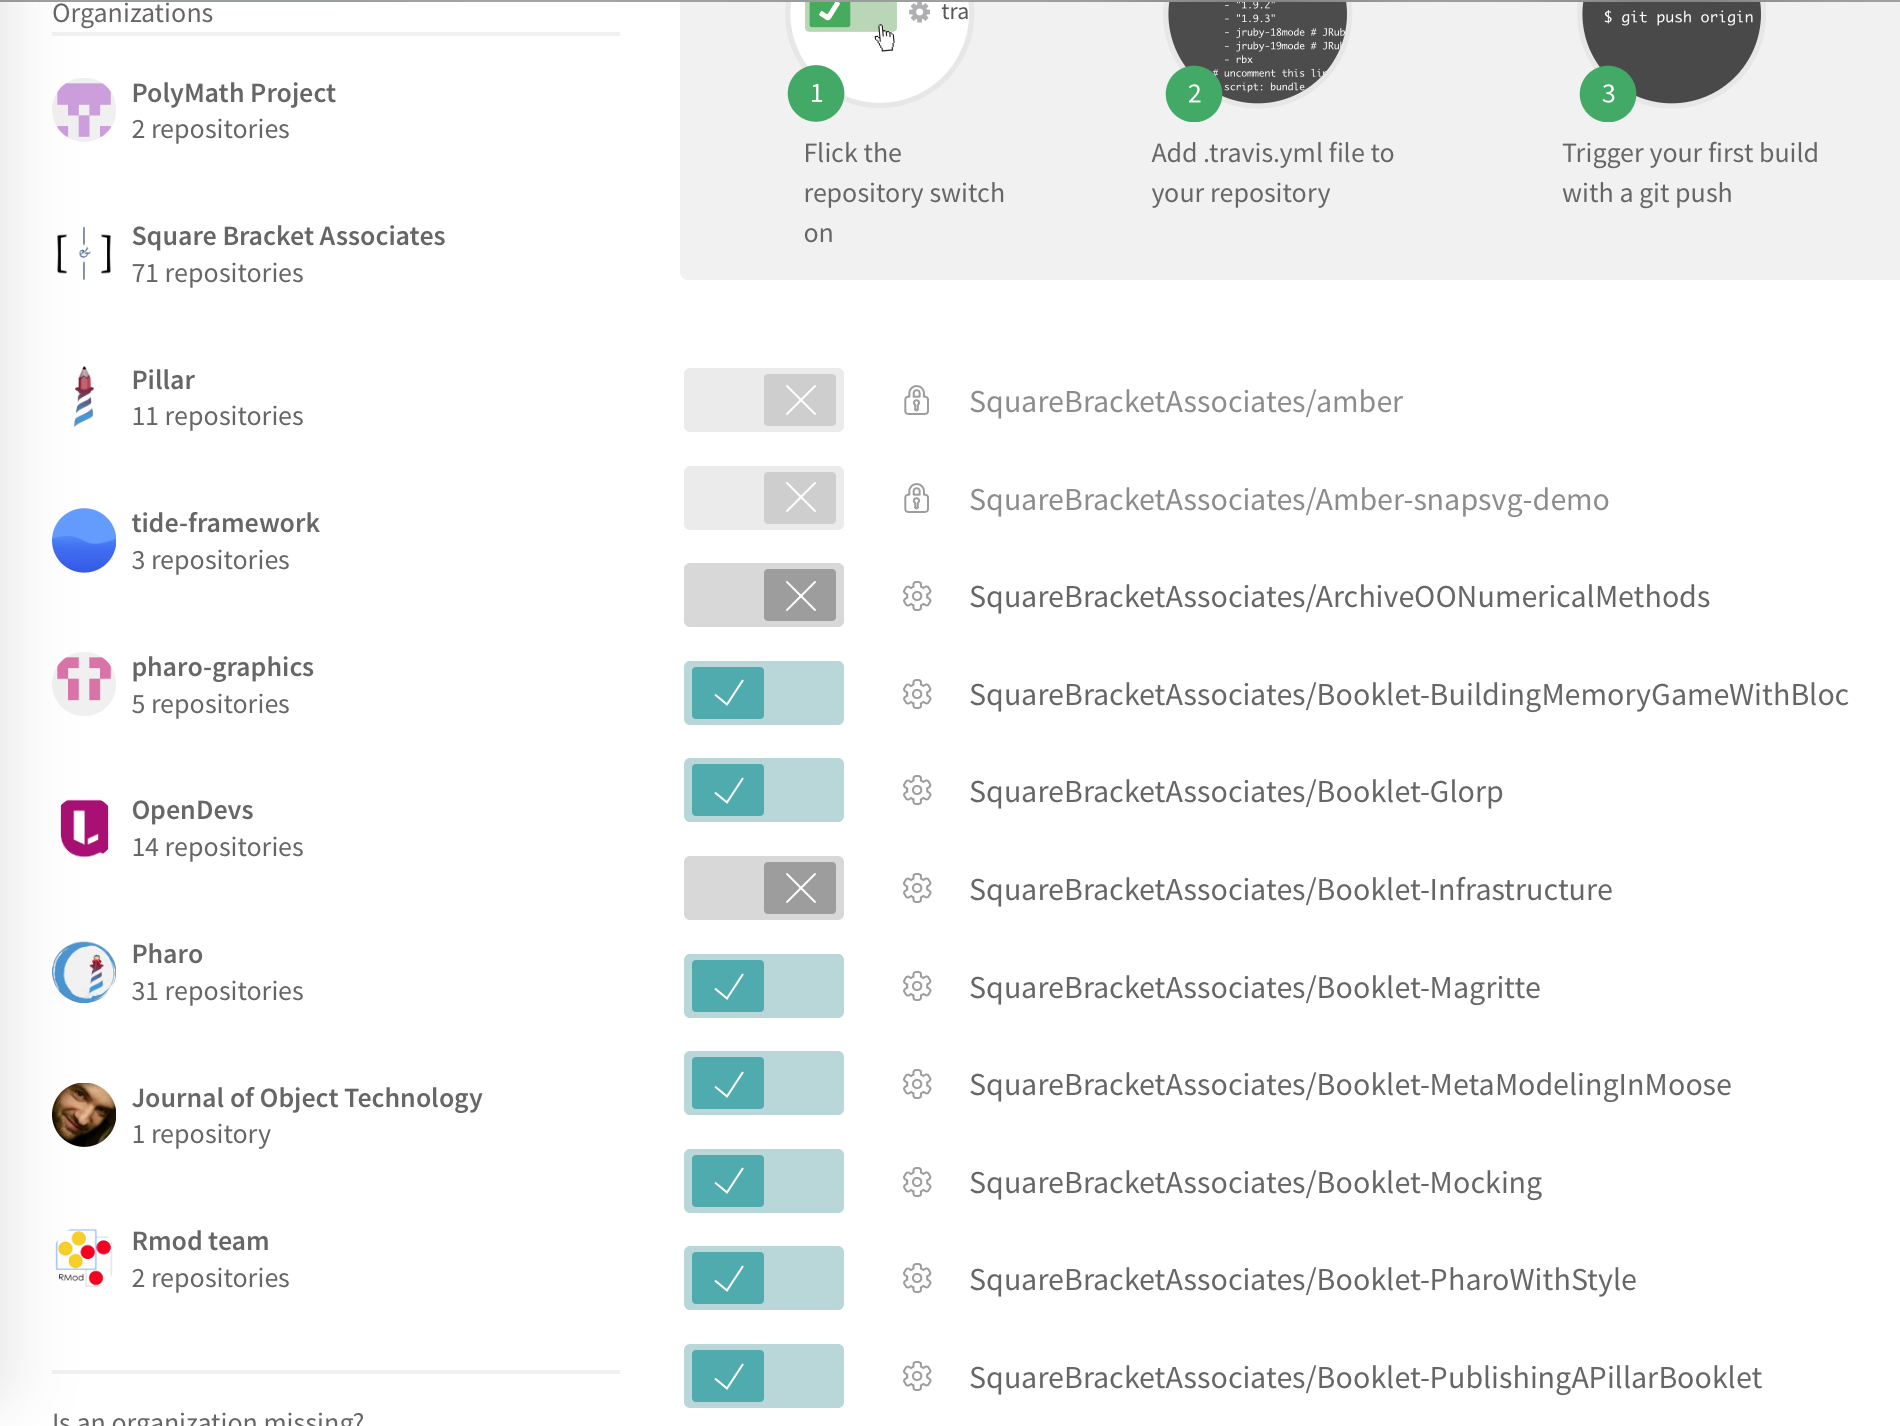 Organizations
PolyMath Project
2 repositories
[ & ]
Square Bracket Associates
71 repositories
Pillar
11 repositories
tide-framework
3 repositories
pharo-graphics
5 repositories
OpenDevs
14 repositories
Pharo
31 repositories
Journal of Object Technology
1 repository
Rmod team
2 repositories
RMod
Is an organization missing?
tra
1
Flick the
repository switch
on
- "1.9.2"
- "1.9.3"
- jruby-18mode # JRub
- jruby-19mode # JRu
- rbx
# uncomment this li
script: bundle
2
Add .travis.yml file to
your repository
$ git push origin
3
Trigger your first build
with a git push
SquareBracketAssociates/amber
SquareBracketAssociates/Amber-snapsvg-demo
SquareBracketAssociates/ArchiveOONumericalMethods
SquareBracketAssociates/Booklet-BuildingMemoryGameWithBloc
SquareBracketAssociates/Booklet-Glorp
SquareBracketAssociates/Booklet-Infrastructure
SquareBracketAssociates/Booklet-Magritte
SquareBracketAssociates/Booklet-MetaModelingInMoose
SquareBracketAssociates/Booklet-Mocking
SquareBracketAssociates/Booklet-PharoWithStyle
SquareBracketAssociates/Booklet-PublishingAPillarBooklet